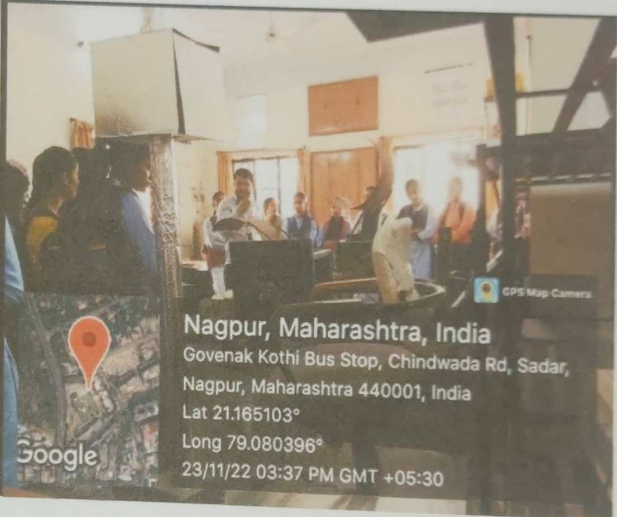 GPS Map Camera
Nagpur, Maharashtra, India
Govenak Kothi Bus Stop, Chindwada Rd, Sadar,
Nagpur, Maharashtra 440001, India
Lat 21.165103°
Long 79.080396°
23/11/22 03:37 PM GMT +05:30
Google